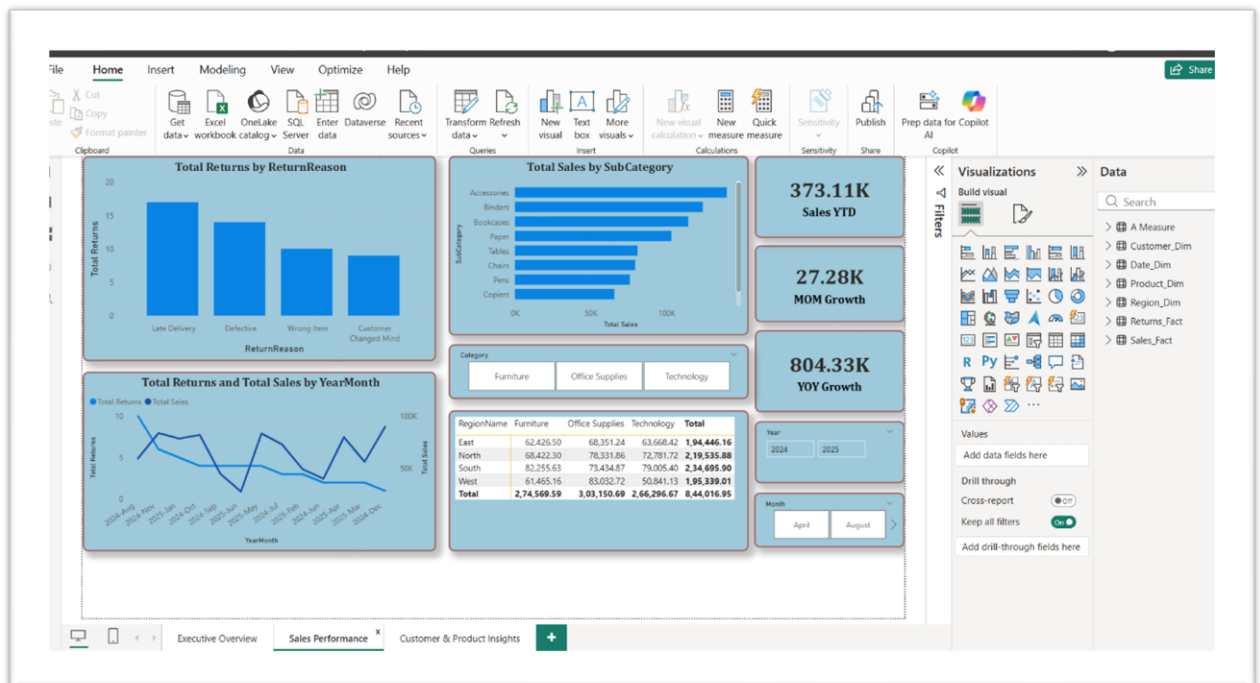 File Home Insert Modeling View Optimize Help Share
Cut
Copy
Format painter
Clipboard
Get data
Excel workbook
OneLake catalog
SQL Server
Enter data
Dataverse
Recent sources
Data
Transform data
Refresh
Queries
New visual
Text box
More visuals
Insert
New visual calculation
New measure
Quick measure
Calculations
Sensitivity
Sensitivity
Publish
Share
Prep data for AI
Copilot
Copilot
Total Returns by ReturnReason
Total Returns
20
15
10
5
0
Late Delivery Defective Wrong Item Customer Changed Mind
ReturnReason
Total Sales by SubCategory
SubCategory
Accessories
Binders
Bookcases
Paper
Tables
Chairs
Pens
Copiers
0K 50K 100K
Total Sales
373.11K
Sales YTD
27.28K
MOM Growth
804.33K
YOY Growth
Category
Furniture Office Supplies Technology
Total Returns and Total Sales by YearMonth
Total Returns Total Sales
Total Returns
10
5
0
100K
50K
Total Sales
2024-Aug 2024-Nov 2025-Jan 2024-Oct 2024-Sep 2025-Jun 2025-May 2024-Jul 2025-Feb 2024-Jun 2025-Apr 2025-Mar 2024-Dec
YearMonth
RegionName Furniture Office Supplies Technology Total
East 62,426.50 68,351.24 63,668.42 1,94,446.16
North 68,422.30 78,331.86 72,781.72 2,19,535.88
South 82,255.63 73,434.87 79,005.40 2,34,695.90
West 61,465.16 83,032.72 50,841.13 1,95,339.01
Total 2,74,569.59 3,03,150.69 2,66,296.67 8,44,016.95
Year
2024 2025
Month
April August
Filters
Visualizations
Build visual
R Py
Values
Add data fields here
Drill through
Cross-report Off
Keep all filters On
Add drill-through fields here
Data
Search
A Measure
Customer_Dim
Date_Dim
Product_Dim
Region_Dim
Returns_Fact
Sales_Fact
Executive Overview Sales Performance x Customer & Product Insights +